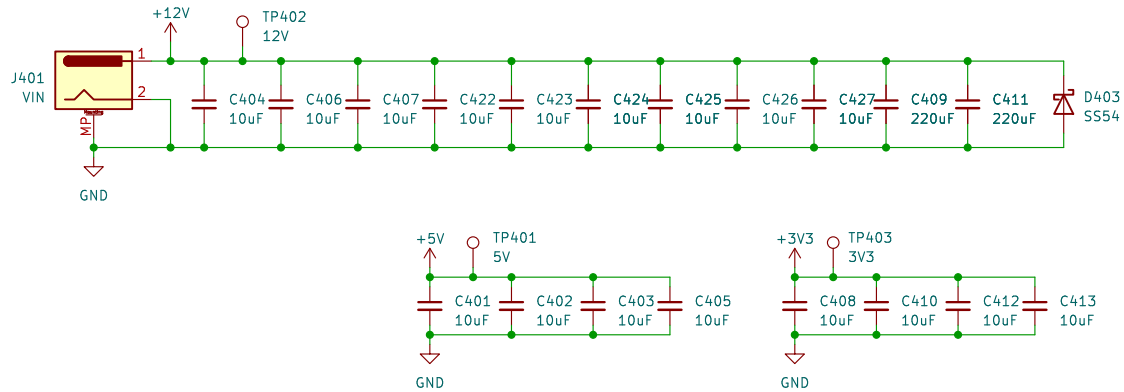 +12V
TP402
12V
J401
VIN
1
2
MP
C404
10uF
C406
10uF
C407
10uF
C422
10uF
C423
10uF
C424
10uF
C425
10uF
C426
10uF
C427
10uF
C409
220uF
C411
220uF
D403
SS54
GND
+5V
TP401
5V
C401
10uF
C402
10uF
C403
10uF
C405
10uF
GND
+3V3
TP403
3V3
C408
10uF
C410
10uF
C412
10uF
C413
10uF
GND